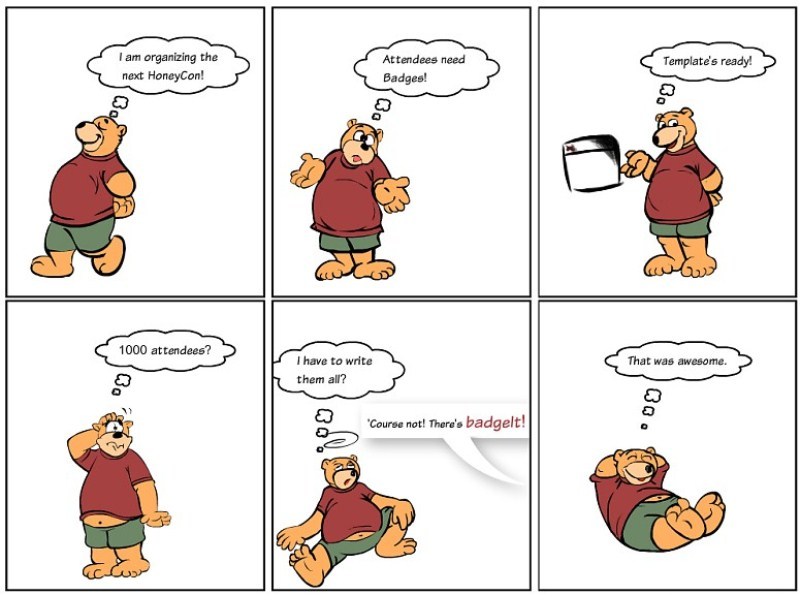 I am organizing the
next HoneyCon!
Attendees need
Badges!
Template's ready!
1000 attendees?
I have to write
them all?
'Course not! There's badgeIt!
That was awesome.